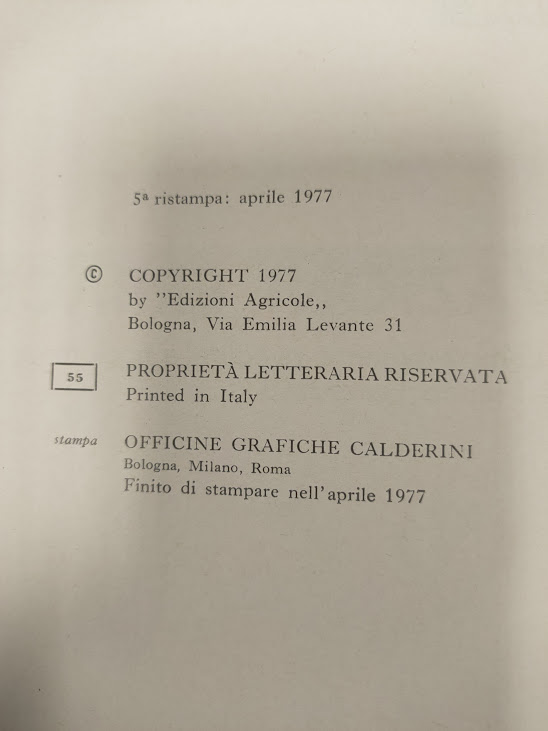 5ª ristampa: aprile 1977
© COPYRIGHT 1977
by "Edizioni Agricole,,
Bologna, Via Emilia Levante 31
55 PROPRIETÀ LETTERARIA RISERVATA
Printed in Italy
stampa OFFICINE GRAFICHE CALDERINI
Bologna, Milano, Roma
Finito di stampare nell'aprile 1977